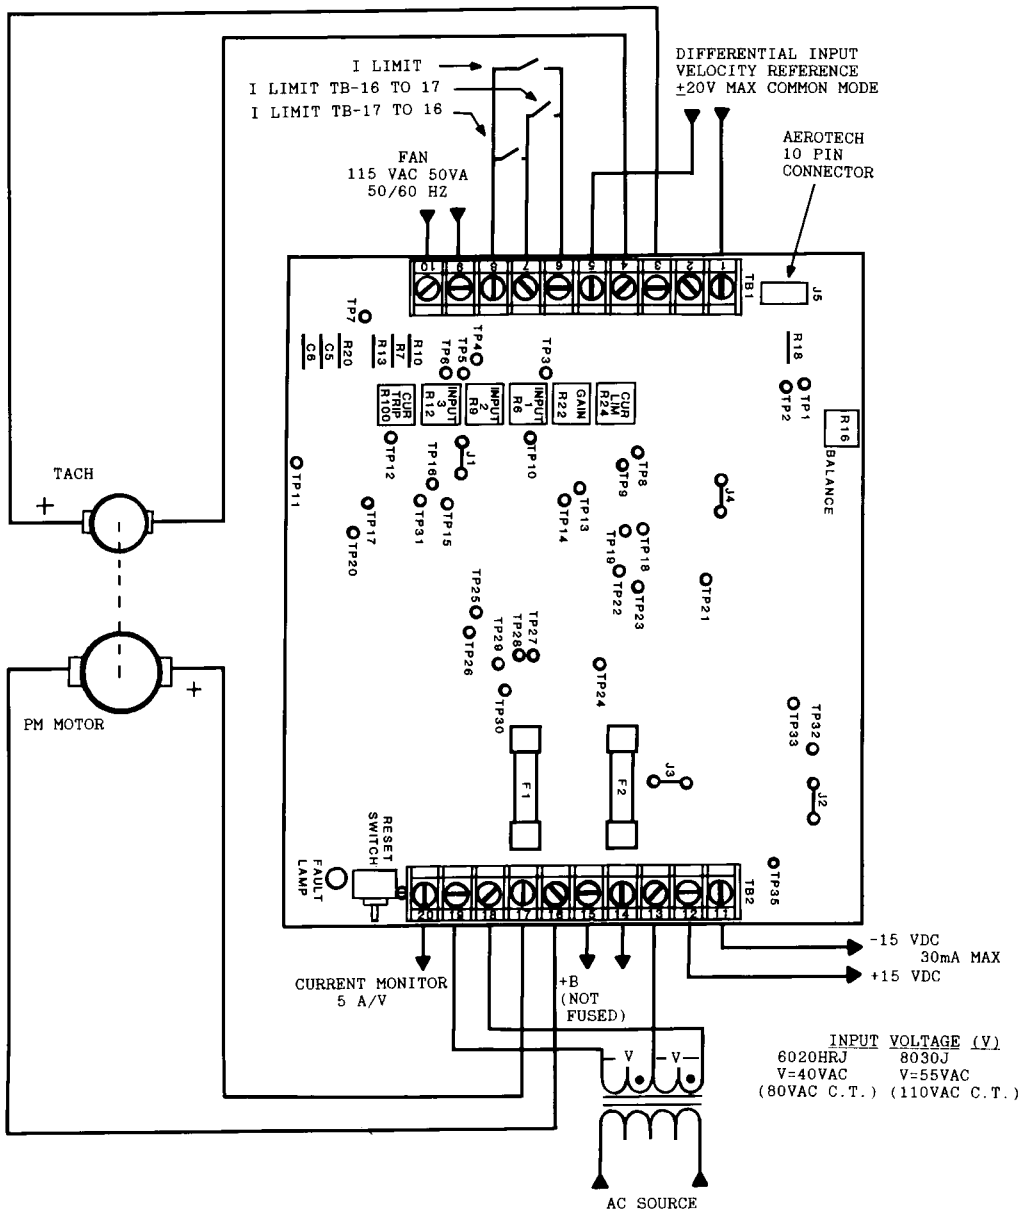 I LIMIT
I LIMIT TB-16 TO 17
I LIMIT TB-17 TO 16
FAN
115 VAC 50VA
50/60 HZ
DIFFERENTIAL INPUT
VELOCITY REFERENCE
±20V MAX COMMON MODE
AEROTECH
10 PIN
CONNECTOR
10 9 8 7 6 5 4 3 2 1
TB1
J5
TP7
C6
C5
R20
R13
R7
R10
TP6
TP5
TP4
TP3
R18
TP2
TP1
CUR TRIP R100
INPUT 3 R12
INPUT 2 R9
INPUT 1 R6
GAIN R22
CUR LIM R24
R16
BALANCE
TP11
TP12
TP16
J1
TP10
TP9
TP8
J4
TACH
+
TP17
TP31
TP15
TP14
TP13
TP20
TP19
TP18
TP22
TP23
TP21
TP25
TP26
TP29
TP28
TP27
TP24
TP30
+
PM MOTOR
TP33
TP32
F1
F2
J3
J2
FAULT LAMP
RESET SWITCH
TP35
TB2
20 19 18 17 16 15 14 13 12 11
-15 VDC
30mA MAX
+15 VDC
CURRENT MONITOR
5 A/V
+B
(NOT
FUSED)
V
V
INPUT VOLTAGE (V)
6020HRJ 8030J
V=40VAC V=55VAC
(80VAC C.T.) (110VAC C.T.)
AC SOURCE